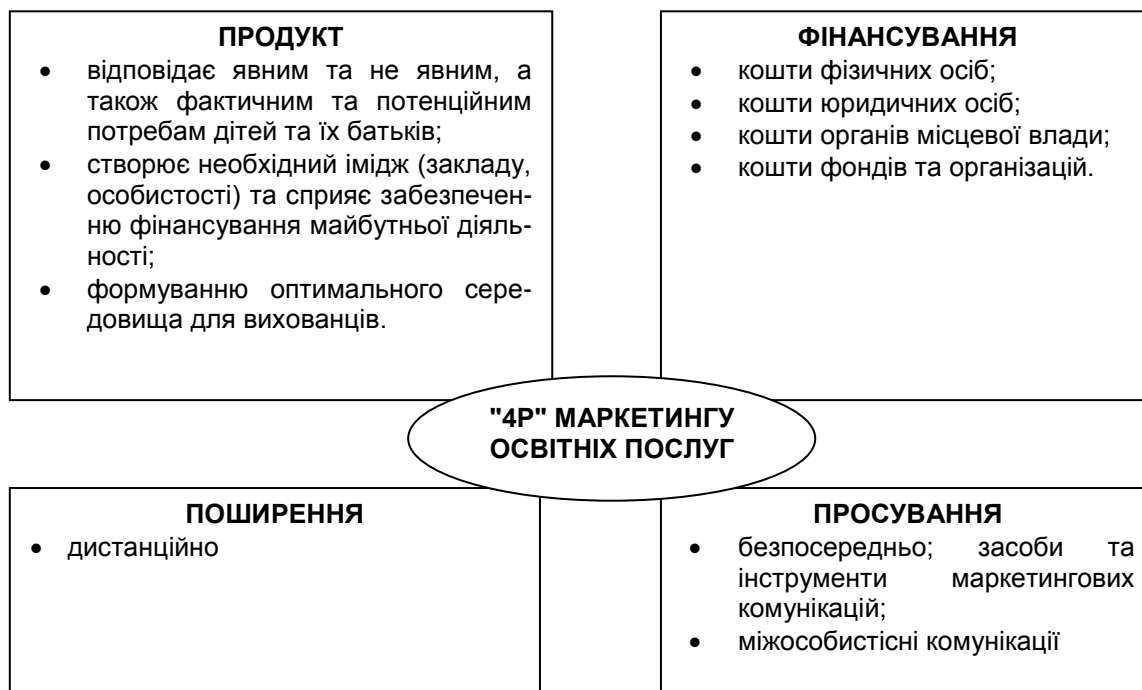 ПРОДУКТ
• відповідає явним та не явним, а
також фактичним та потенційним
потребам дітей та їх батьків;
• створює необхідний імідж (закладу,
особистості) та сприяє забезпечен-
ню фінансування майбутньої діяль-
ності;
• формуванню оптимального сере-
довища для вихованців.
ФІНАНСУВАННЯ
• кошти фізичних осіб;
• кошти юридичних осіб;
• кошти органів місцевої влади;
• кошти фондів та організацій.
"4Р" МАРКЕТИНГУ
ОСВІТНІХ ПОСЛУГ
ПОШИРЕННЯ
• дистанційно
ПРОСУВАННЯ
• безпосередньо; засоби та
інструменти маркетингових
комунікацій;
• міжособистісні комунікації